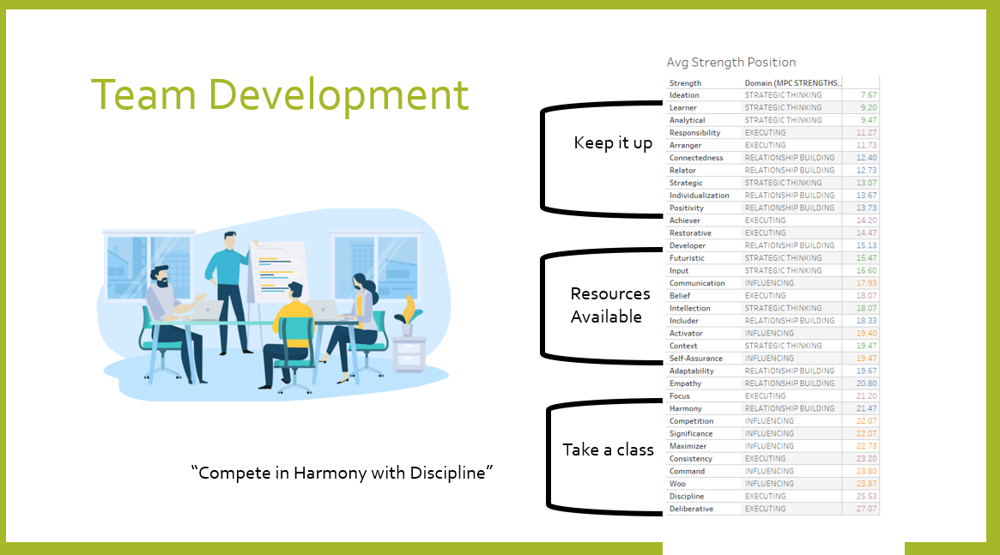 Team Development
Avg Strength Position
Strength Domain (MPC STRENGTHS..
Ideation STRATEGIC THINKING 7.67
Learner STRATEGIC THINKING 9.20
Analytical STRATEGIC THINKING 9.47
Responsibility EXECUTING 11.27
Arranger EXECUTING 11.73
Connectedness RELATIONSHIP BUILDING 12.40
Relator RELATIONSHIP BUILDING 12.73
Strategic STRATEGIC THINKING 13.07
Individualization RELATIONSHIP BUILDING 13.67
Positivity RELATIONSHIP BUILDING 13.73
Achiever EXECUTING 14.20
Restorative EXECUTING 14.47
Developer RELATIONSHIP BUILDING 15.13
Futuristic STRATEGIC THINKING 15.47
Input STRATEGIC THINKING 16.60
Communication INFLUENCING 17.93
Belief EXECUTING 18.07
Intellection STRATEGIC THINKING 18.07
Includer RELATIONSHIP BUILDING 18.33
Activator INFLUENCING 19.40
Context STRATEGIC THINKING 19.47
Self-Assurance INFLUENCING 19.47
Adaptability RELATIONSHIP BUILDING 19.67
Empathy RELATIONSHIP BUILDING 20.80
Focus EXECUTING 21.20
Harmony RELATIONSHIP BUILDING 21.47
Competition INFLUENCING 22.07
Significance INFLUENCING 22.07
Maximizer INFLUENCING 22.73
Consistency EXECUTING 23.20
Command INFLUENCING 23.80
Woo INFLUENCING 23.87
Discipline EXECUTING 25.53
Deliberative EXECUTING 27.07
Keep it up
Resources
Available
Take a class
“Compete in Harmony with Discipline”